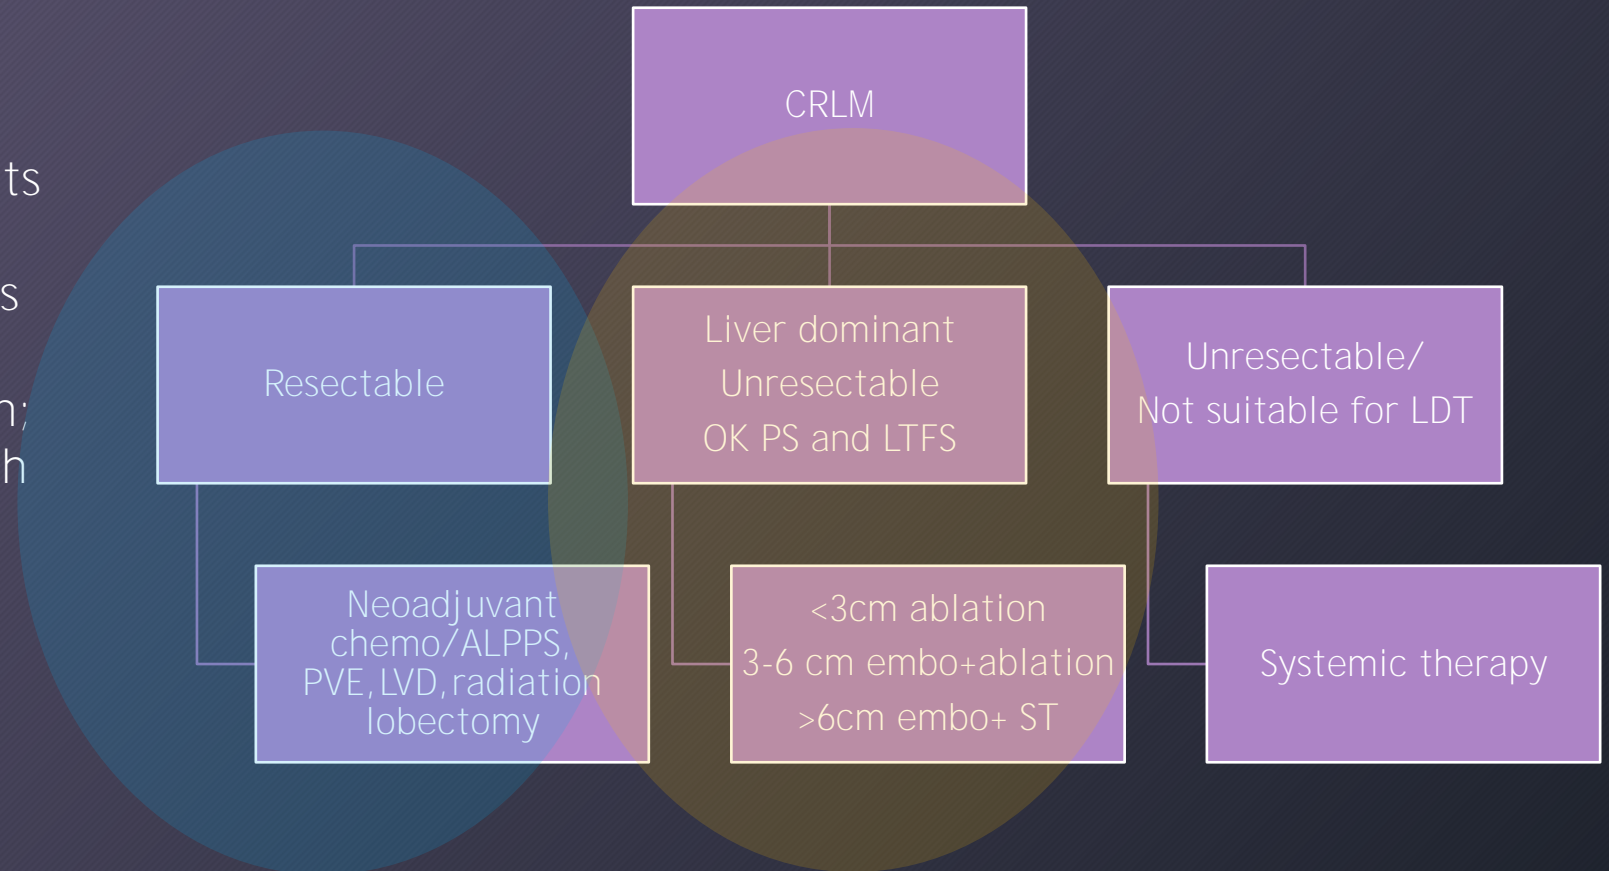 CRLM
ts
s
n;
h
Resectable
Liver dominant
Unresectable
OK PS and LTFS
Unresectable/
Not suitable for LDT
Neoadjuvant
chemo/ALPPS,
PVE,LVD,radiation
lobectomy
<3cm ablation
3-6 cm embo+ablation
>6cm embo+ ST
Systemic therapy